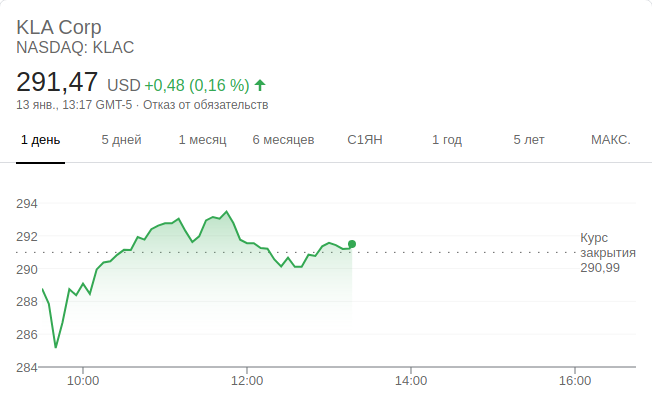 KLA Corp
NASDAQ: KLAC
291,47 USD +0,48 (0,16 %)
13 янв., 13:17 GMT-5 · Отказ от обязательств
1 день 5 дней 1 месяц 6 месяцев С1ЯН 1 год 5 лет МАКС.
294
292
290
288
286
284
Курс
закрытия
290,99
10:00 12:00 14:00 16:00